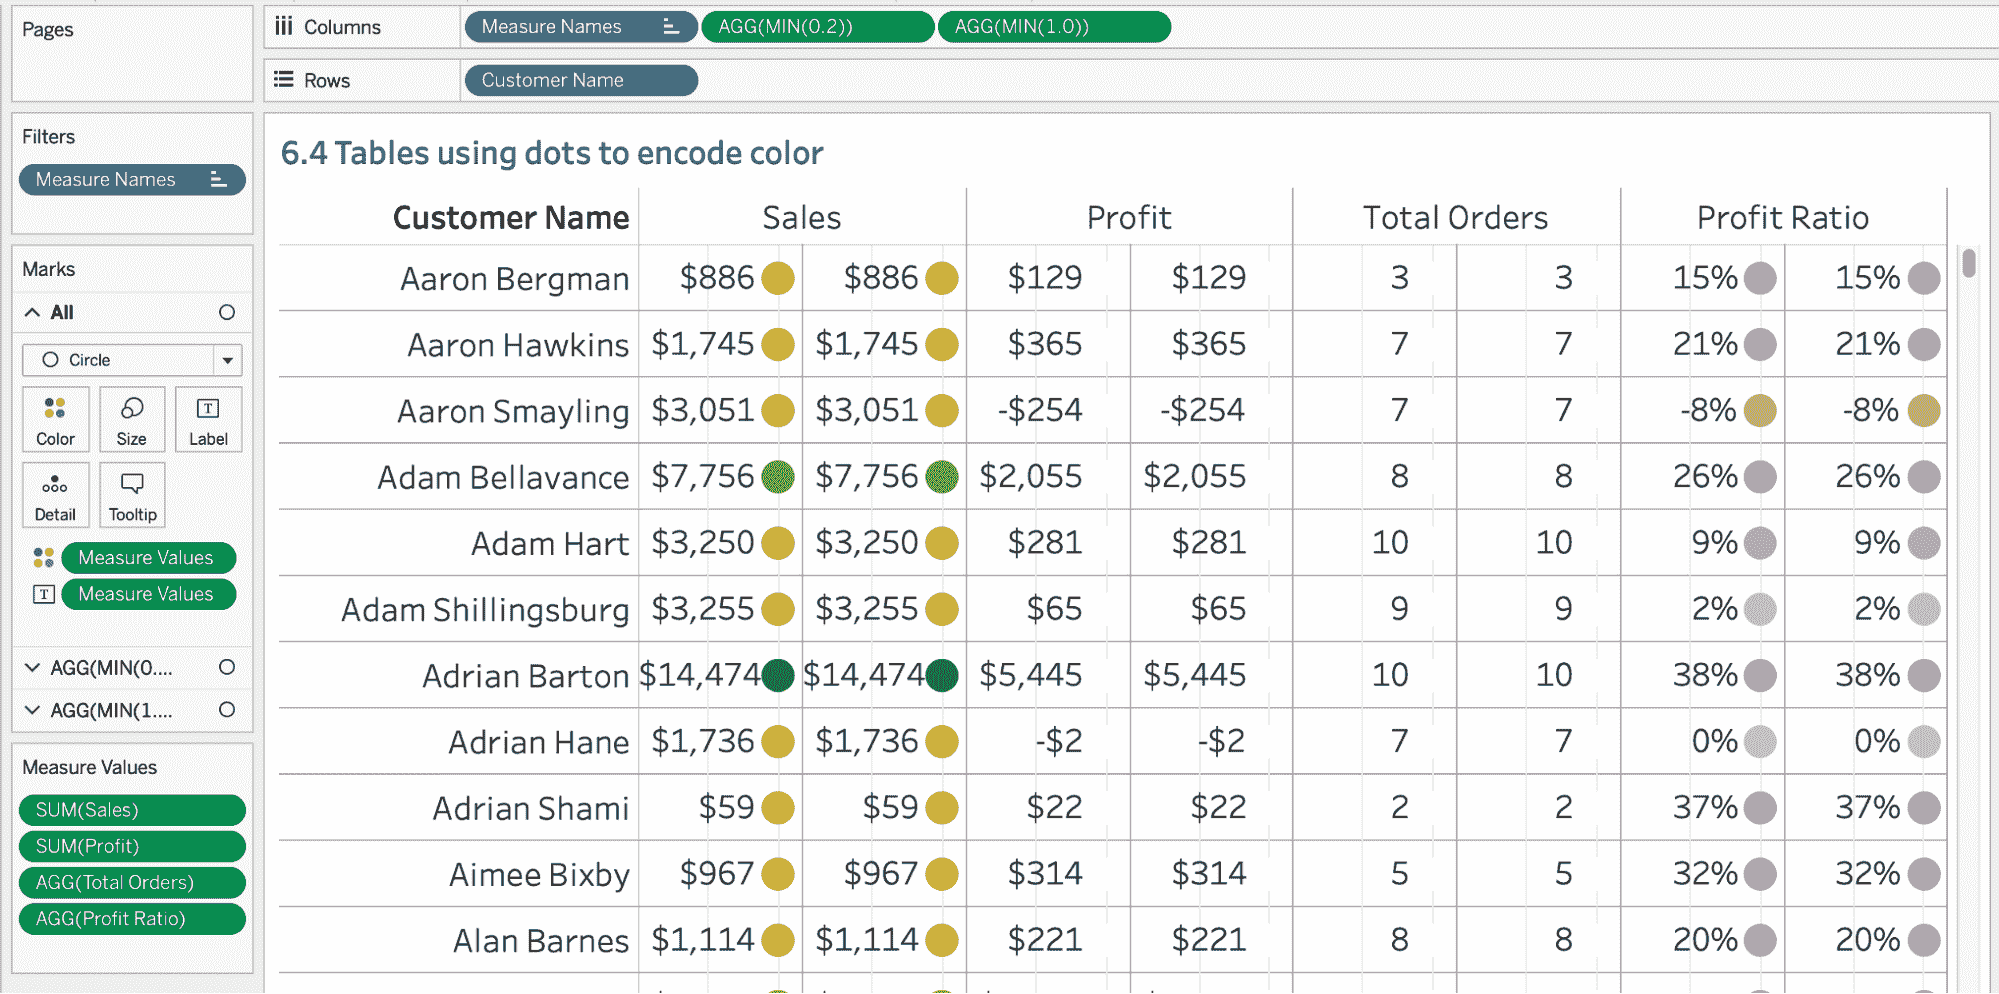 Pages
Columns
Measure Names
AGG(MIN(0.2))
AGG(MIN(1.0))
Rows
Customer Name
Filters
Measure Names
Marks
All
Circle
Color
Size
T
Label
Detail
Tooltip
Measure Values
T Measure Values
AGG(MIN(0....
AGG(MIN(1....
Measure Values
SUM(Sales)
SUM(Profit)
AGG(Total Orders)
AGG(Profit Ratio)
6.4 Tables using dots to encode color
Customer Name Sales Profit Total Orders Profit Ratio
Aaron Bergman $886 $886 $129 $129 3 3 15% 15%
Aaron Hawkins $1,745 $1,745 $365 $365 7 7 21% 21%
Aaron Smayling $3,051 $3,051 -$254 -$254 7 7 -8% -8%
Adam Bellavance $7,756 $7,756 $2,055 $2,055 8 8 26% 26%
Adam Hart $3,250 $3,250 $281 $281 10 10 9% 9%
Adam Shillingsburg $3,255 $3,255 $65 $65 9 9 2% 2%
Adrian Barton $14,474 $14,474 $5,445 $5,445 10 10 38% 38%
Adrian Hane $1,736 $1,736 -$2 -$2 7 7 0% 0%
Adrian Shami $59 $59 $22 $22 2 2 37% 37%
Aimee Bixby $967 $967 $314 $314 5 5 32% 32%
Alan Barnes $1,114 $1,114 $221 $221 8 8 20% 20%